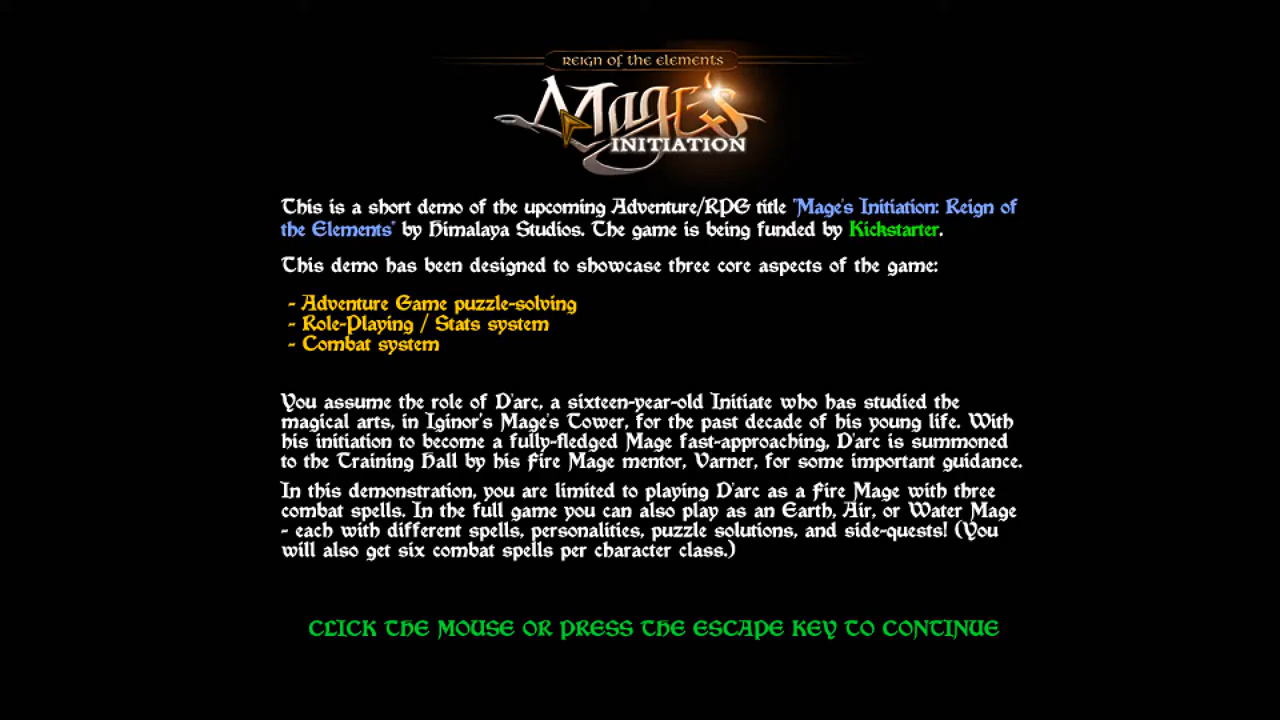 REIGN OF THE ELEMENTS
Mage's
INITIATION
This is a short demo of the upcoming Adventure/RPG title "Mage's Initiation: Reign of
the Elements" by Himalaya Studios. The game is being funded by Kickstarter.
This demo has been designed to showcase three core aspects of the game:
- Adventure Game puzzle-solving
- Role-Playing / Stats system
- Combat system
You assume the role of D'arc, a sixteen-year-old Initiate who has studied the
magical arts, in Iginor's Mage's Tower, for the past decade of his young life. With
his initiation to become a fully-fledged Mage fast-approaching, D'arc is summoned
to the Training Hall by his Fire Mage mentor, Varner, for some important guidance.
In this demonstration, you are limited to playing D'arc as a Fire Mage with three
combat spells. In the full game you can also play as an Earth, Air, or Water Mage
- each with different spells, personalities, puzzle solutions, and side-quests! (You
will also get six combat spells per character class.)
CLICK THE MOUSE OR PRESS THE ESCAPE KEY TO CONTINUE